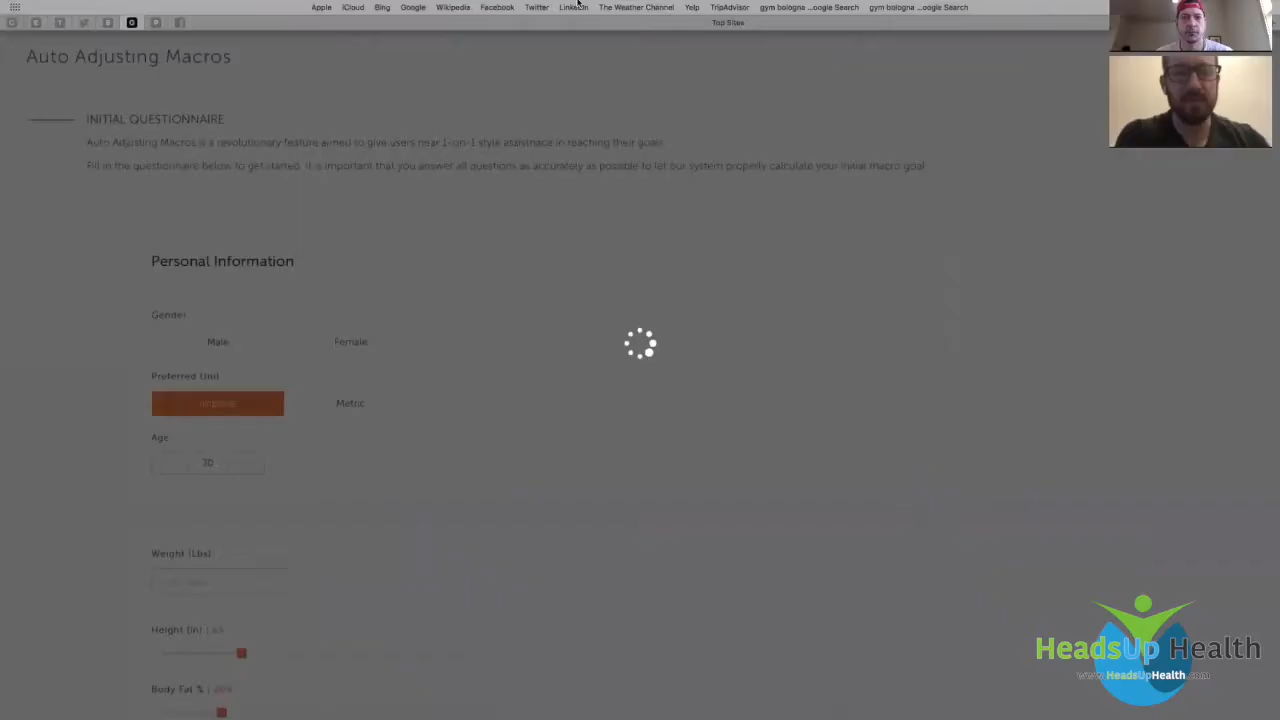 Apple iCloud Bing Google Wikipedia Facebook Twitter LinkedIn The Weather Channel Yelp TripAdvisor gym bologna ...oogle Search gym bologna ...oogle Search
Top Sites
Auto Adjusting Macros
INITIAL QUESTIONNAIRE
Auto Adjusting Macros is a revolutionary feature aimed to give users near 1-on-1 style assistnace in reaching their goals
Fill in the questionnaire below to get started. It is important that you answer all questions as accurately as possible to let our system properly calculate your initial macro goal
Personal Information
Gender
Male Female
Preferred Unit
Imperial Metric
Age
30
Weight (Lbs)
Height (In) | 65
Body Fat % | 20%
HeadsUp Health
www.HeadsUpHealth.com